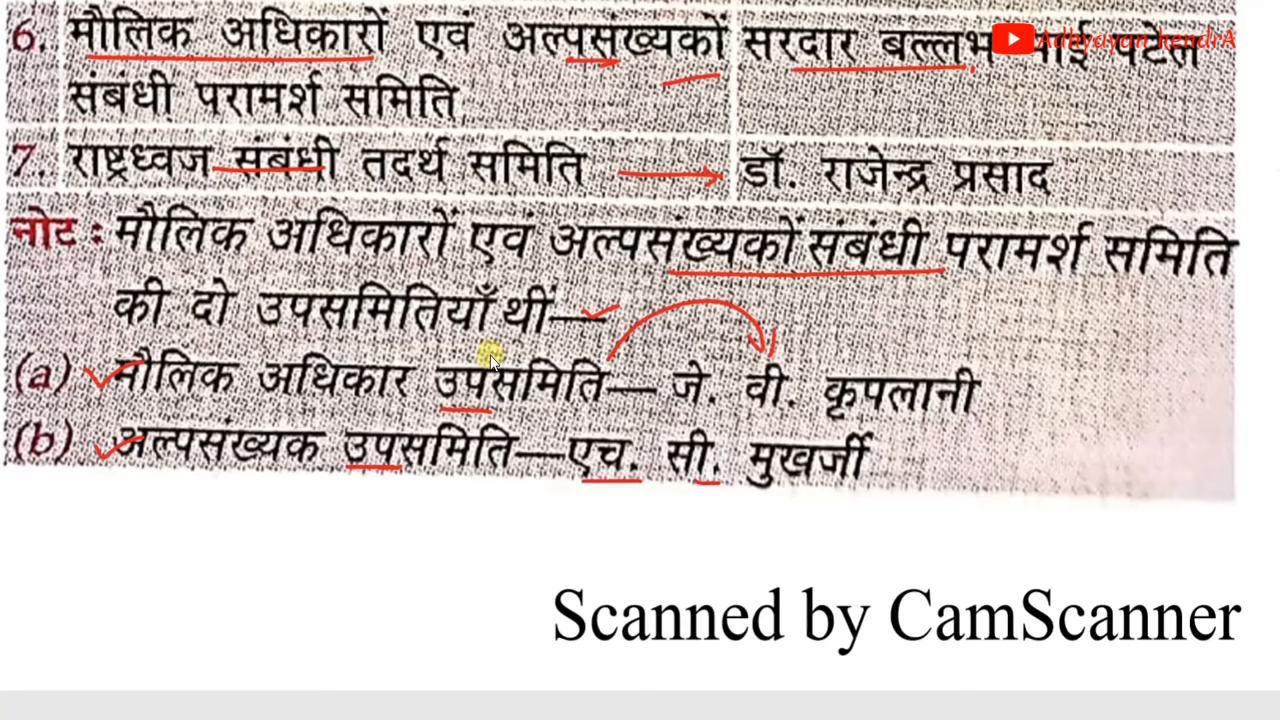 6. मौलिक अधिकारों एवं अल्पसंख्यकों सरदार बल्लभ भाई पटेल
Adhyayan kendrA
संबंधी परामर्श समिति
7. राष्ट्रध्वज संबंधी तदर्थ समिति डॉ. राजेन्द्र प्रसाद
नोट : मौलिक अधिकारों एवं अल्पसख्यकों संबंधी परामर्श समिति
की दो उपसमितियाँ थीं—
(a) मौलिक अधिकार उपसमिति— जे. वी. कृपलानी
(b) अल्पसंख्यक उपसमिति—एच. सी. मुखर्जी
Scanned by CamScanner